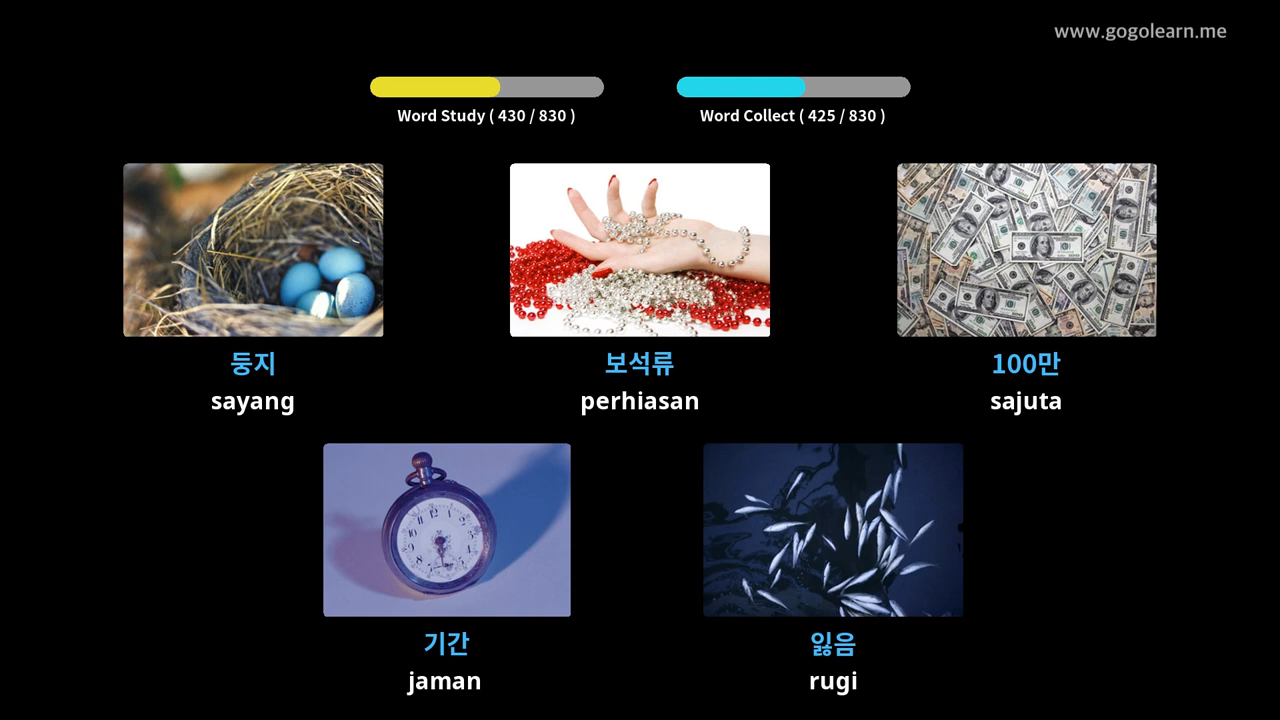 www.gogolearn.me
Word Study ( 430 / 830 )
Word Collect ( 425 / 830 )
둥지
sayang
보석류
perhiasan
100만
sajuta
기간
jaman
잃음
rugi